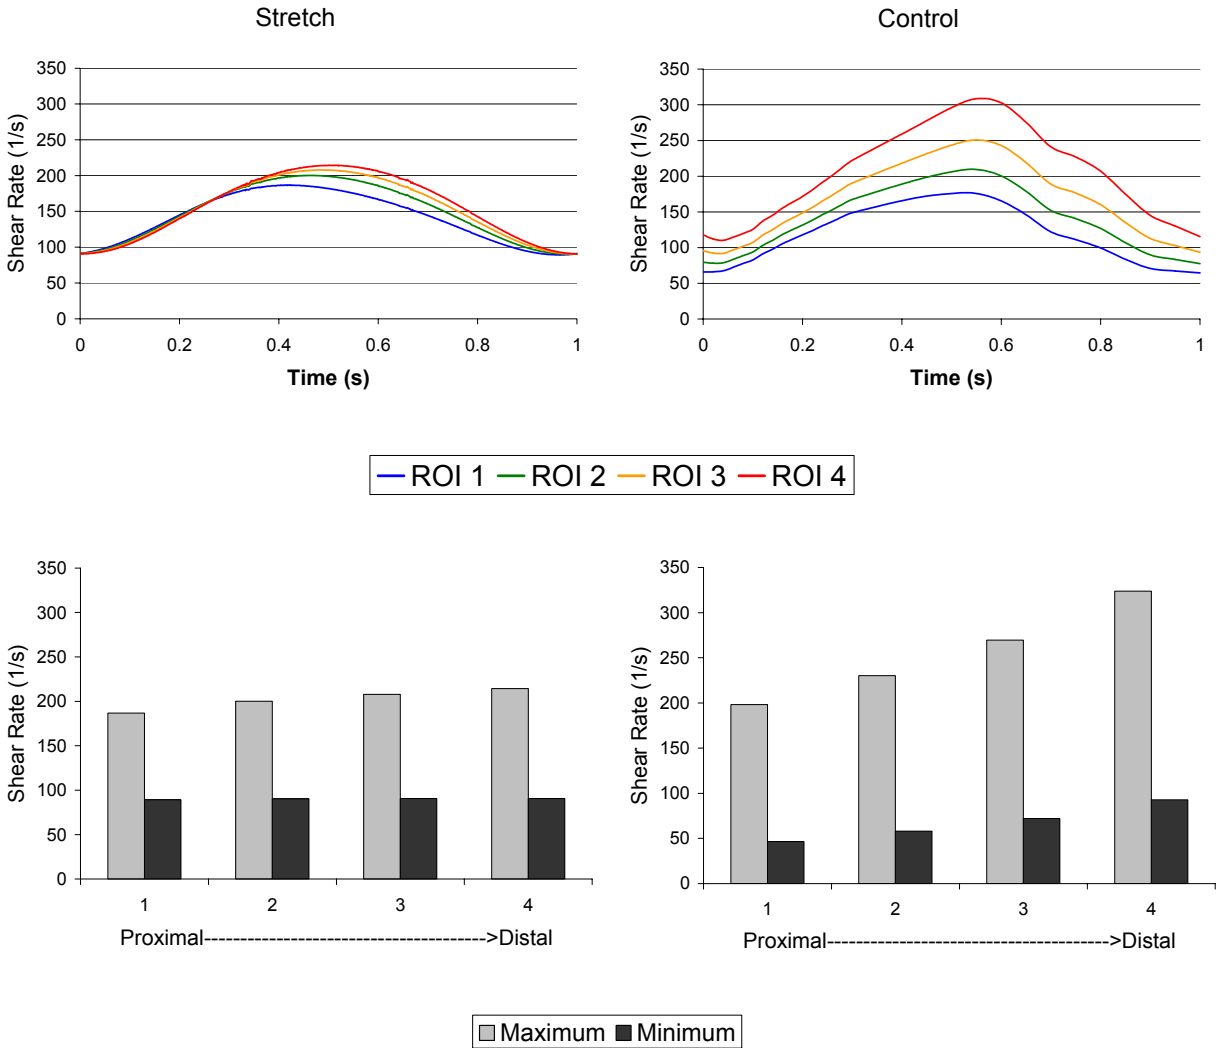 Stretch
Control
350
300
250
200
150
100
50
0
Shear Rate (1/s)
0 0.2 0.4 0.6 0.8 1
Time (s)
350
300
250
200
150
100
50
0
Shear Rate (1/s)
0 0.2 0.4 0.6 0.8 1
Time (s)
ROI 1 ROI 2 ROI 3 ROI 4
350
300
250
200
150
100
50
0
Shear Rate (1/s)
1 2 3 4
Proximal--------------------------------------->Distal
350
300
250
200
150
100
50
0
Shear Rate (1/s)
1 2 3 4
Proximal--------------------------------------->Distal
Maximum Minimum